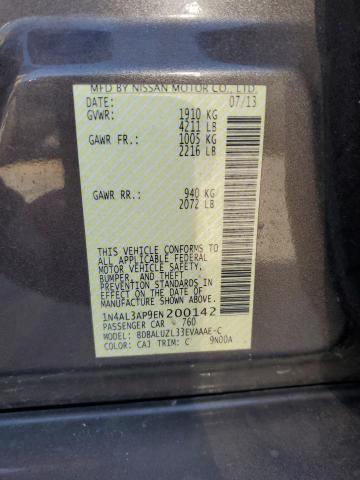 MFD BY NISSAN MOTOR CO., LTD.
DATE: 07/13
GVWR: 1910 KG
4211 LB
GAWR FR.: 1005 KG
2216 LB
GAWR RR.: 940 KG
2072 LB
THIS VEHICLE CONFORMS TO
ALL APPLICABLE FEDERAL
MOTOR VEHICLE SAFETY,
BUMPER, AND THEFT
PREVENTION STANDARDS IN
EFFECT ON THE DATE OF
MANUFACTURE SHOWN ABOVE.
1N4AL3AP9EN200142
PASSENGER CAR * 760
MODEL: BDBALUZL33EVAAAE-C
COLOR: CAJ TRIM: C 9N00A